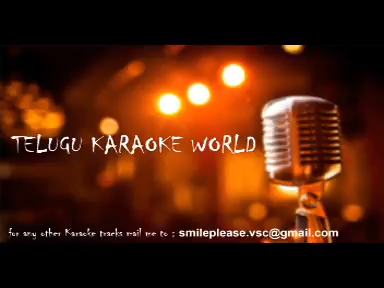 TELUGU KARAOKE WORLD
for any other Karaoke tracks mail me to : smileplease.vsc@gmail.com